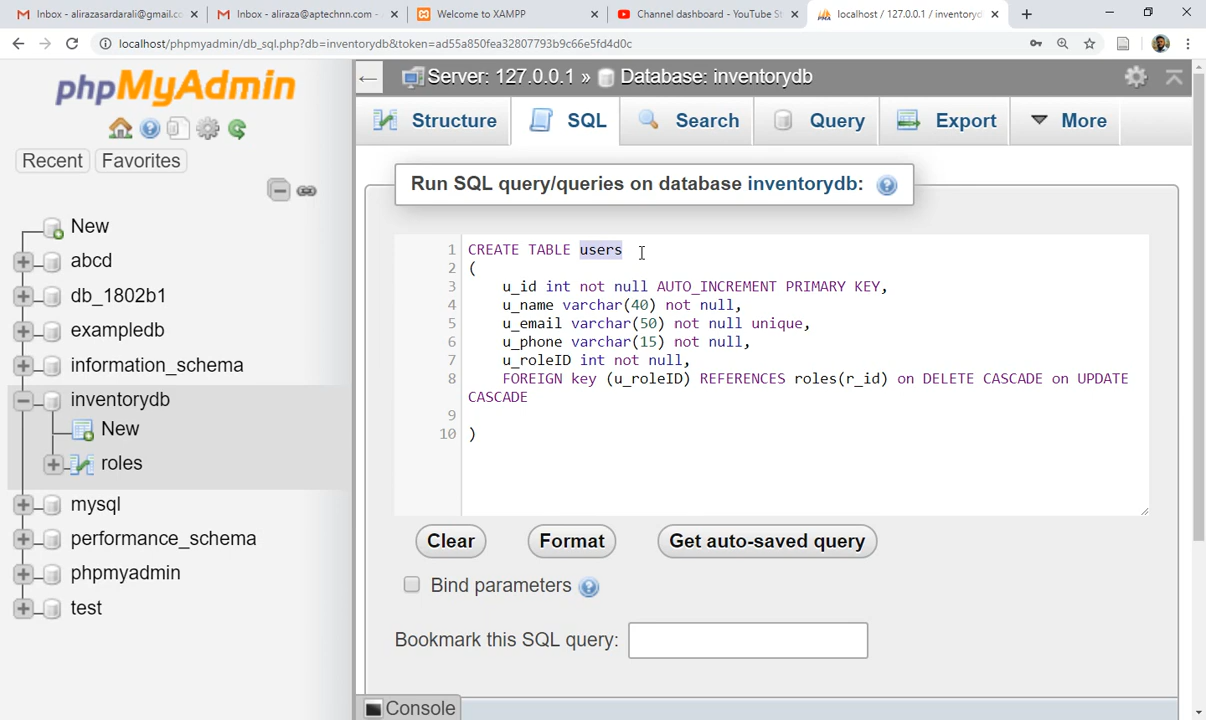 Inbox - alirazasardarali@gmail.co
Inbox - aliraza@aptechnn.com -
Welcome to XAMPP
Channel dashboard - YouTube St
localhost / 127.0.0.1 / inventoryd
localhost/phpmyadmin/db_sql.php?db=inventorydb&token=ad55a850fea32807793b9c66e5fd4d0c
phpMyAdmin
Recent
Favorites
New
abcd
db_1802b1
exampledb
information_schema
inventorydb
New
roles
mysql
performance_schema
phpmyadmin
test
Server: 127.0.0.1 » Database: inventorydb
Structure
SQL
Search
Query
Export
More
Run SQL query/queries on database inventorydb:
1 CREATE TABLE users
2 (
3 u_id int not null AUTO_INCREMENT PRIMARY KEY,
4 u_name varchar(40) not null,
5 u_email varchar(50) not null unique,
6 u_phone varchar(15) not null,
7 u_roleID int not null,
8 FOREIGN key (u_roleID) REFERENCES roles(r_id) on DELETE CASCADE on UPDATE
CASCADE
9
10 )
Clear
Format
Get auto-saved query
Bind parameters
Bookmark this SQL query:
Console